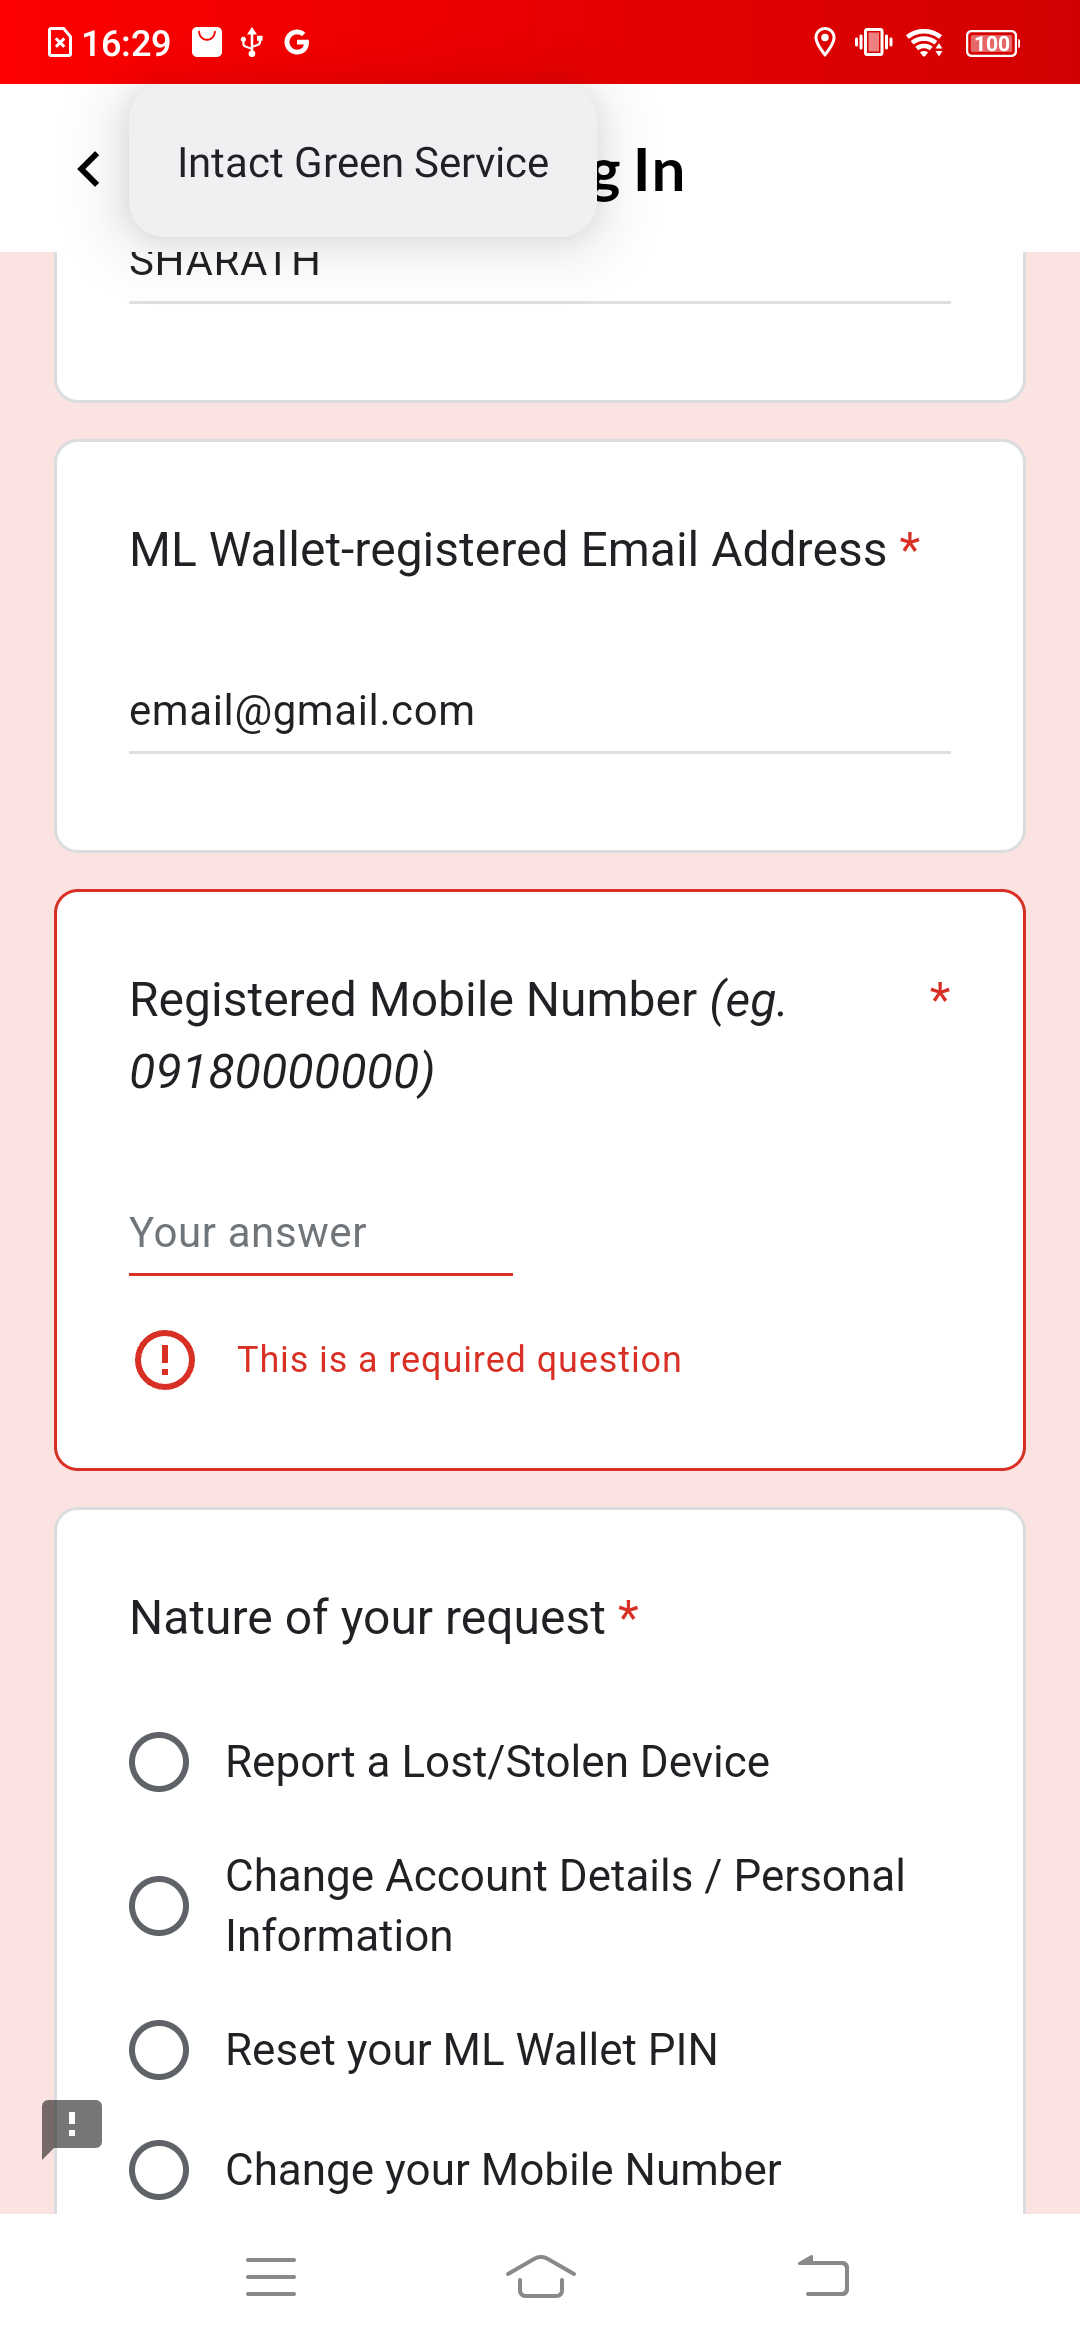 16:29
100
Intact Green Service
g In
SHARATH
ML Wallet-registered Email Address *
email@gmail.com
Registered Mobile Number (eg. *
09180000000)
Your answer
This is a required question
Nature of your request *
Report a Lost/Stolen Device
Change Account Details / Personal
Information
Reset your ML Wallet PIN
Change your Mobile Number